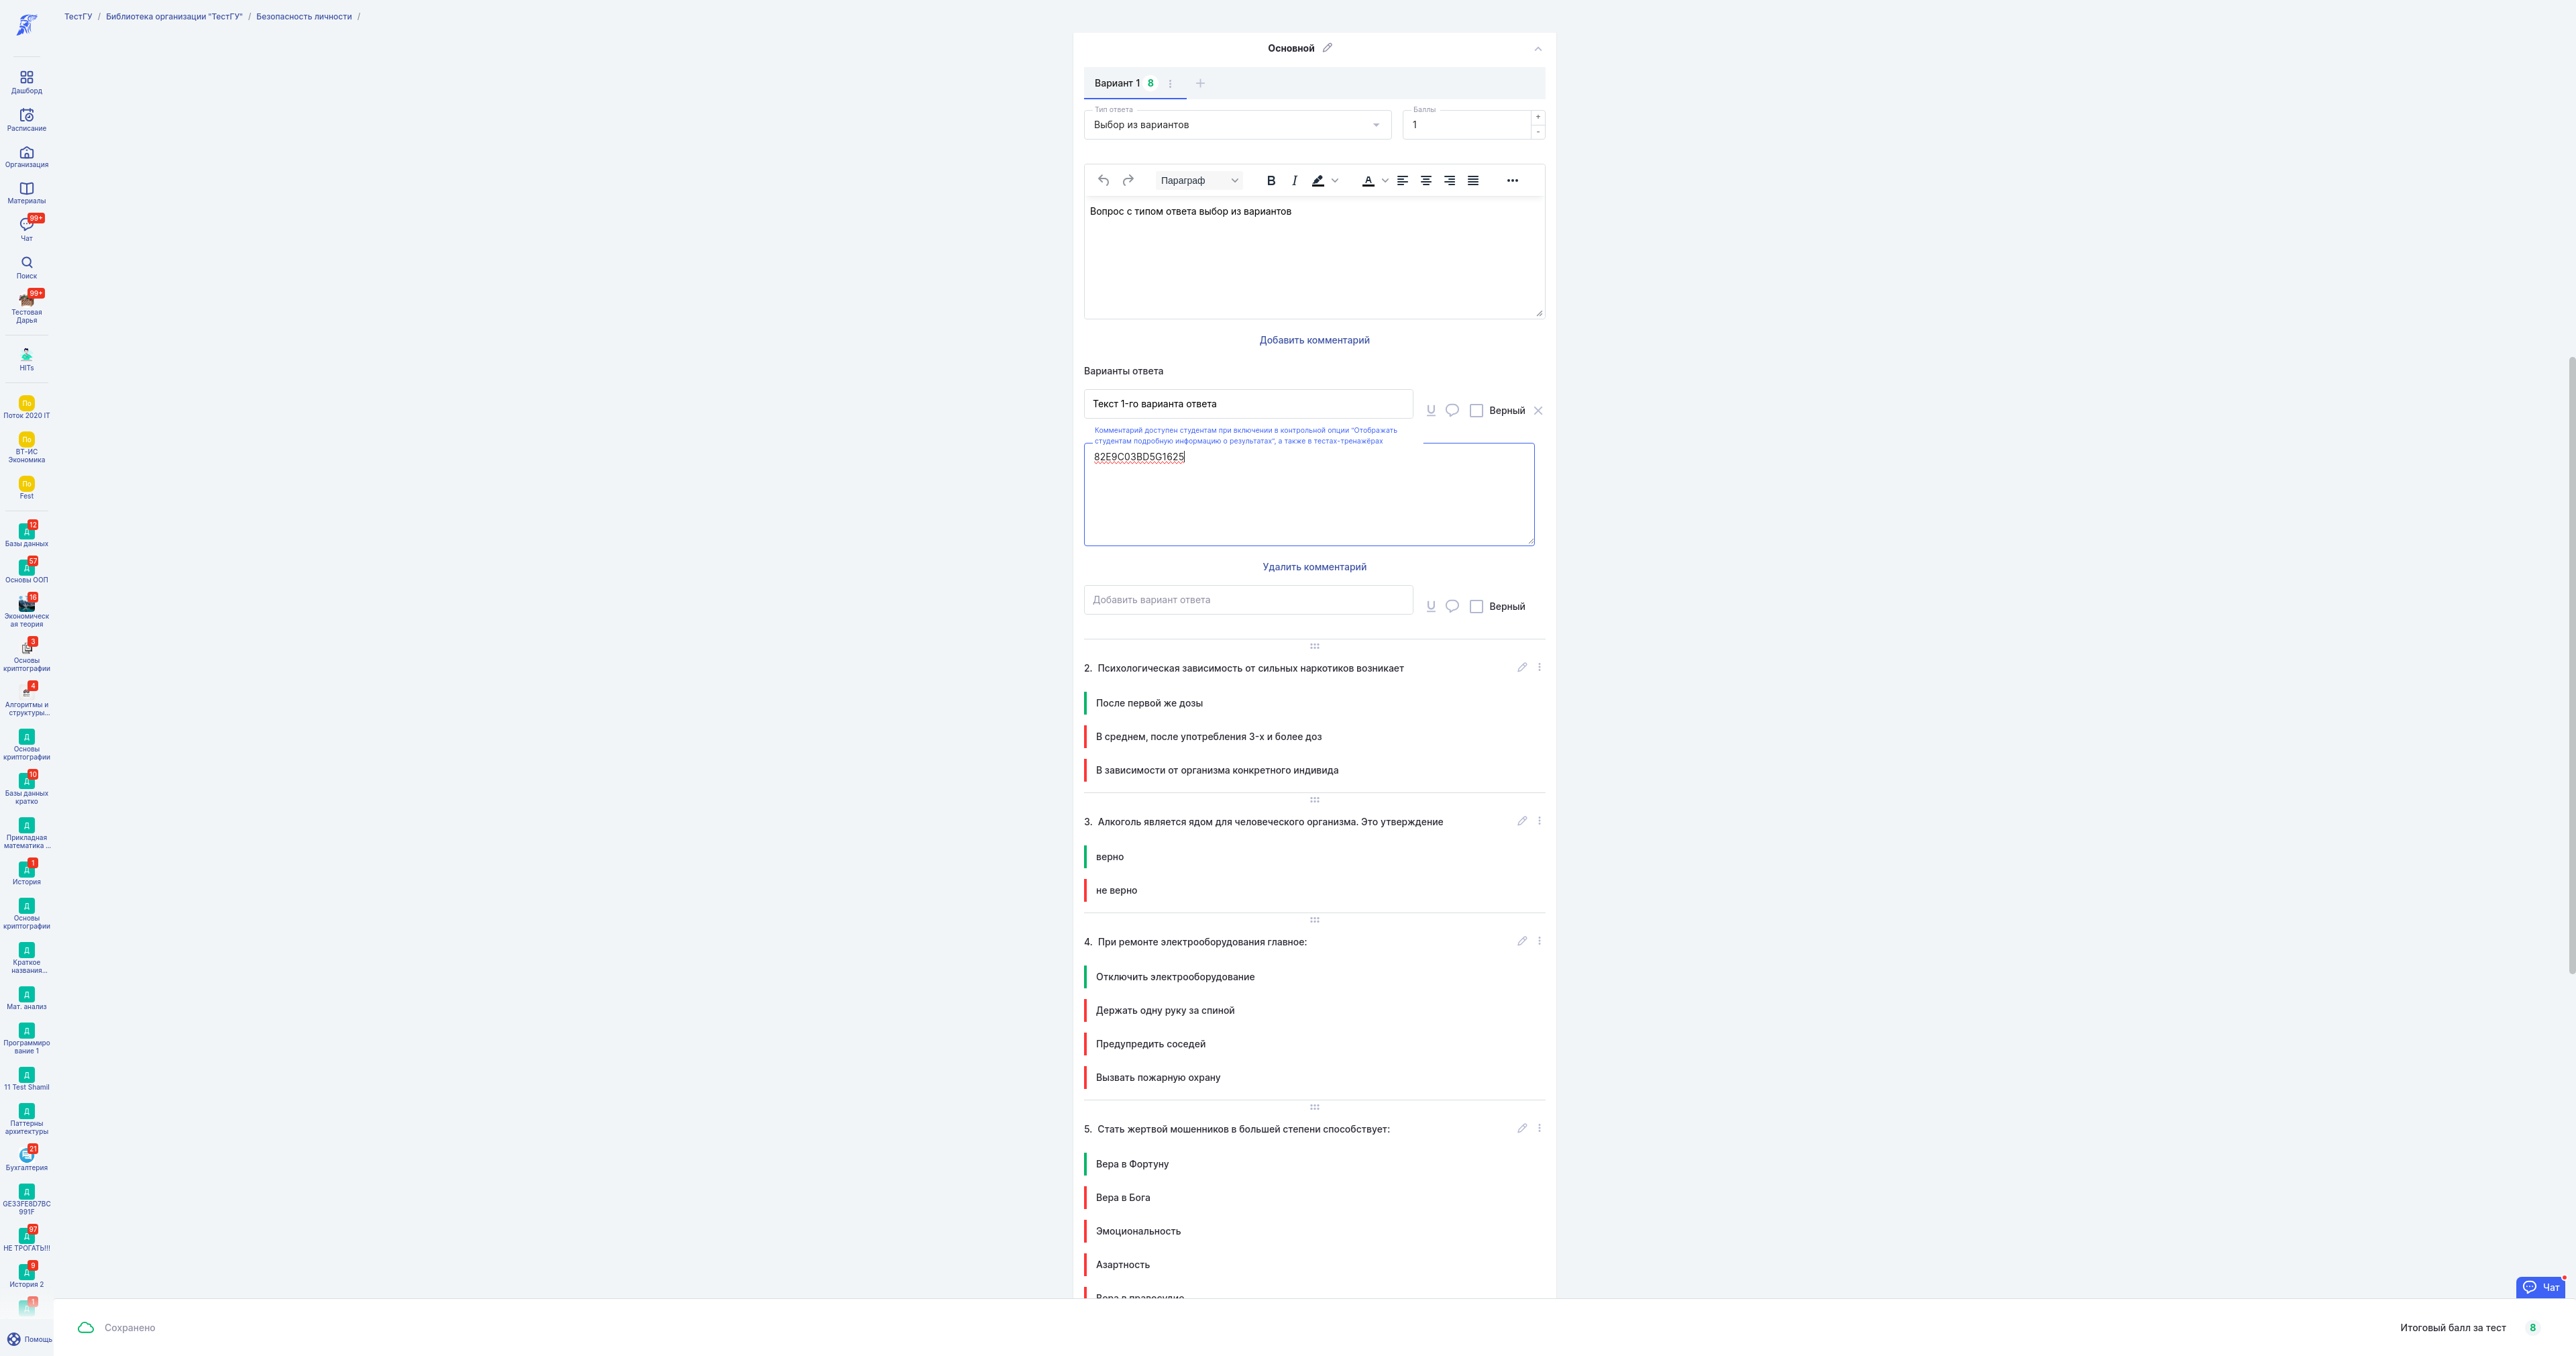 ТестГУ / Библиотека организации "ТестГУ" / Безопасность личности /
Дашборд
Расписание
Организация
Материалы
99+
Чат
Поиск
99+
Тестовая
Дарья
HITs
По
Поток 2020 IT
По
ВТ-ИС
Экономика
По
Fest
12
Д
Базы данных
57
Д
Основы ООП
16
Экономическ
ая теория
3
Основы
криптографии
4
Алгоритмы и
структуры...
Д
Основы
криптографии
10
Д
Базы данных
кратко
Д
Прикладная
математика ...
1
Д
История
Д
Основы
криптографии
Д
Краткое
названия...
Д
Мат. анализ
Д
Программиро
вание 1
Д
11 Test Shamil
Д
Паттерны
архитектуры
21
Бухгалтерия
Д
GE33FE8D7BC
991F
97
Д
НЕ ТРОГАТЬ!!!
9
Д
История 2
1
Д
Помощь
Основной
Вариант 1 8
Тип ответа
Выбор из вариантов
Баллы
1
+
-
Параграф B I A
Вопрос с типом ответа выбор из вариантов
Добавить комментарий
Варианты ответа
Текст 1-го варианта ответа
Верный
Комментарий доступен студентам при включении в контрольной опции "Отображать
студентам подробную информацию о результатах", а также в тестах-тренажёрах
82E9C03BD5G1625
Удалить комментарий
Добавить вариант ответа
Верный
2. Психологическая зависимость от сильных наркотиков возникает
После первой же дозы
В среднем, после употребления 3-х и более доз
В зависимости от организма конкретного индивида
3. Алкоголь является ядом для человеческого организма. Это утверждение
верно
не верно
4. При ремонте электрооборудования главное:
Отключить электрооборудование
Держать одну руку за спиной
Предупредить соседей
Вызвать пожарную охрану
5. Стать жертвой мошенников в большей степени способствует:
Вера в Фортуну
Вера в Бога
Эмоциональность
Азартность
Вера в правосудие
Чат
Сохранено
Итоговый балл за тест 8